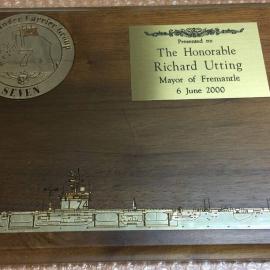 Carrier Group
SEVEN
Presented to
The Honorable
Richard Utting
Mayor of Fremantle
6 June 2000